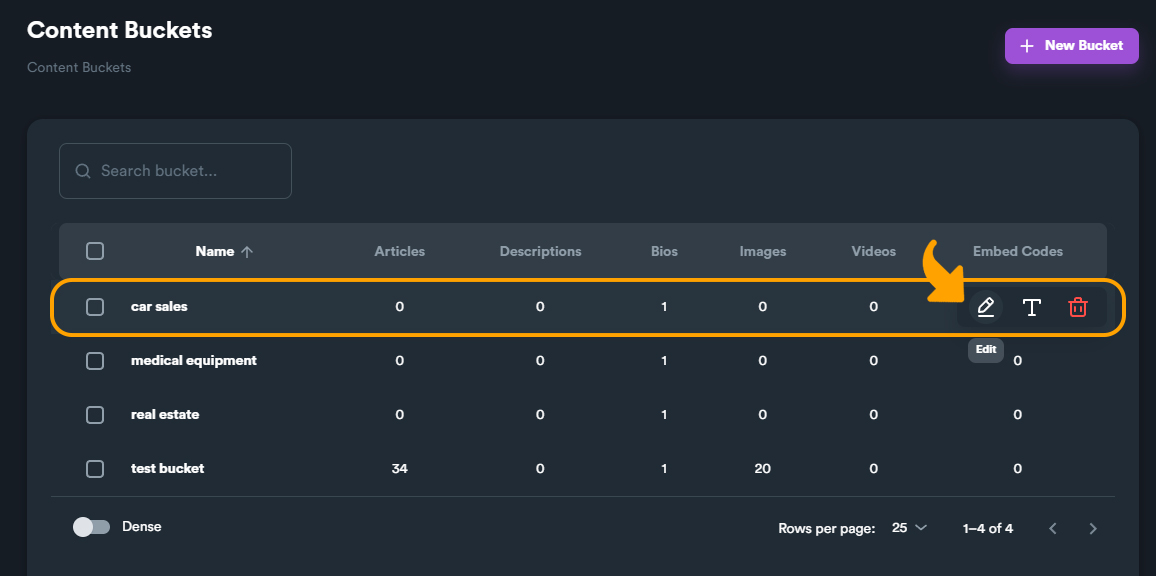 Content Buckets
Content Buckets
New Bucket
Search bucket...
Name Articles Descriptions Bios Images Videos Embed Codes
car sales 0 0 1 0 0
Edit
medical equipment 0 0 1 0 0 0
real estate 0 0 1 0 0 0
test bucket 34 0 1 20 0 0
Dense Rows per page: 25 1–4 of 4